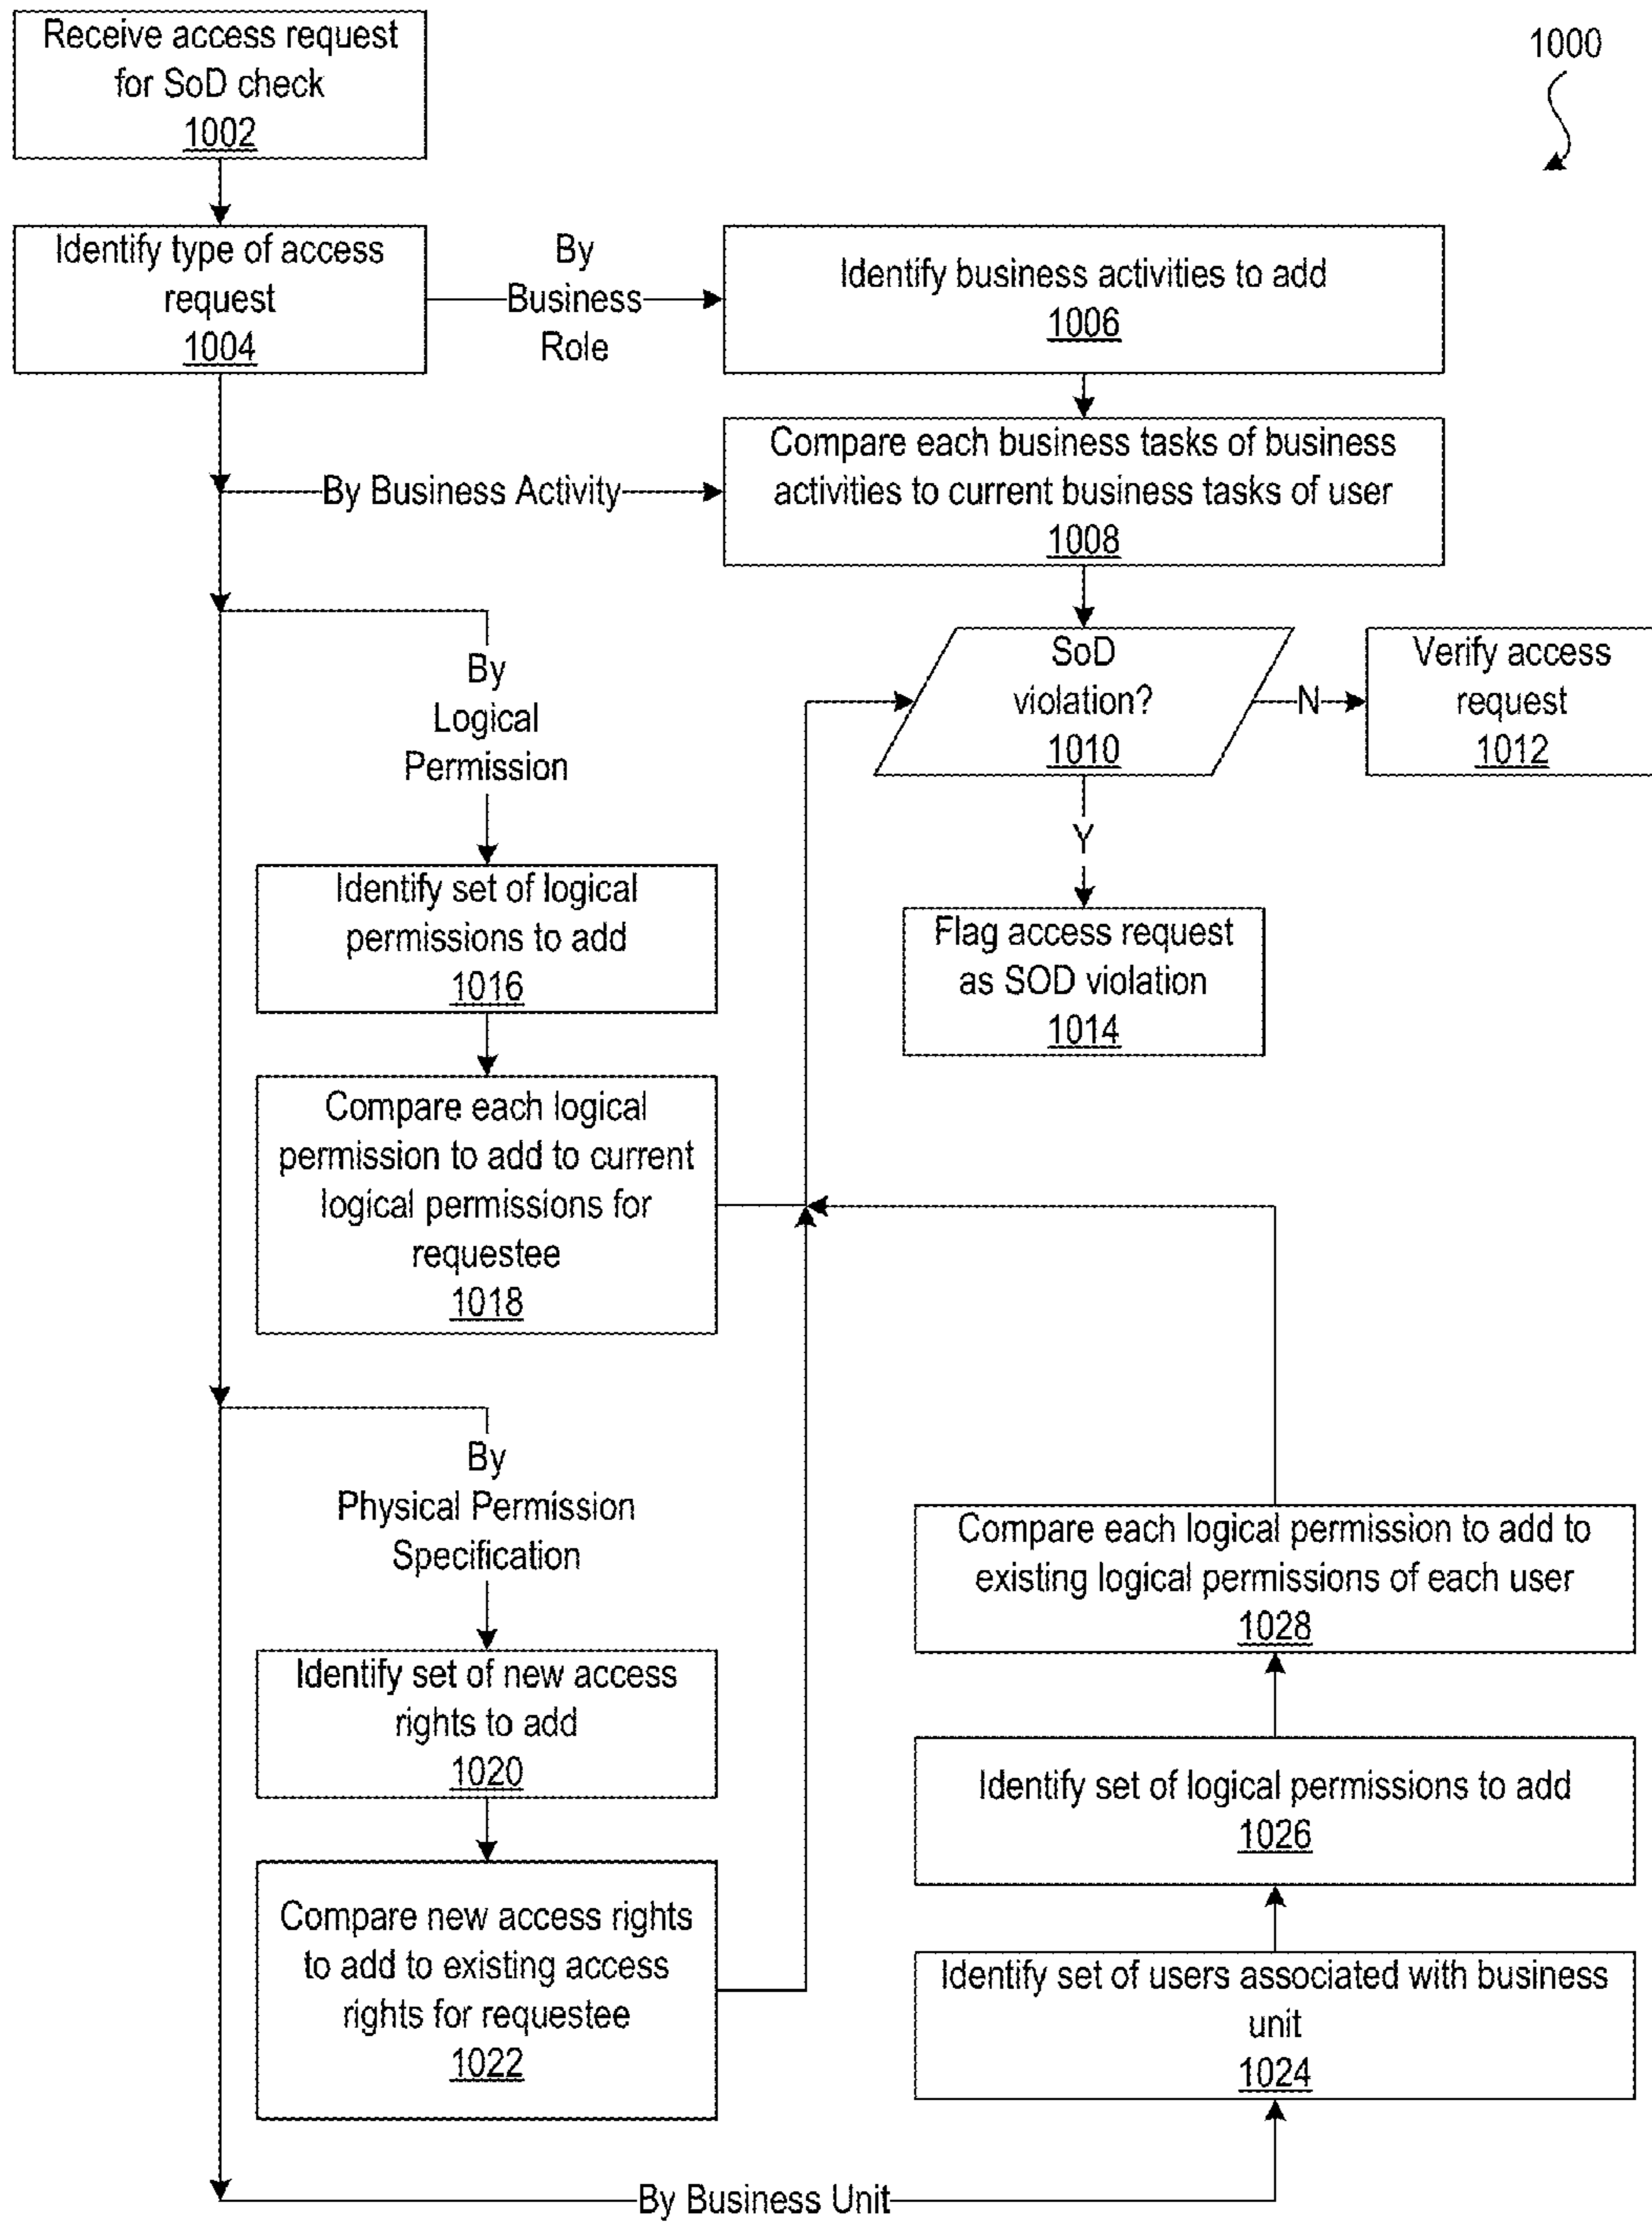 Receive access request
for SoD check
1002
1000
Identify type of access
request
1004
By
Business
Role
Identify business activities to add
1006
Compare each business tasks of business
activities to current business tasks of user
1008
By Business Activity
SoD
violation?
1010
N
Verify access
request
1012
Y
Flag access request
as SOD violation
1014
By
Logical
Permission
Identify set of logical
permissions to add
1016
Compare each logical
permission to add to current
logical permissions for
requestee
1018
By
Physical Permission
Specification
Identify set of new access
rights to add
1020
Compare new access rights
to add to existing access
rights for requestee
1022
Compare each logical permission to add to
existing logical permissions of each user
1028
Identify set of logical permissions to add
1026
Identify set of users associated with business
unit
1024
By Business Unit